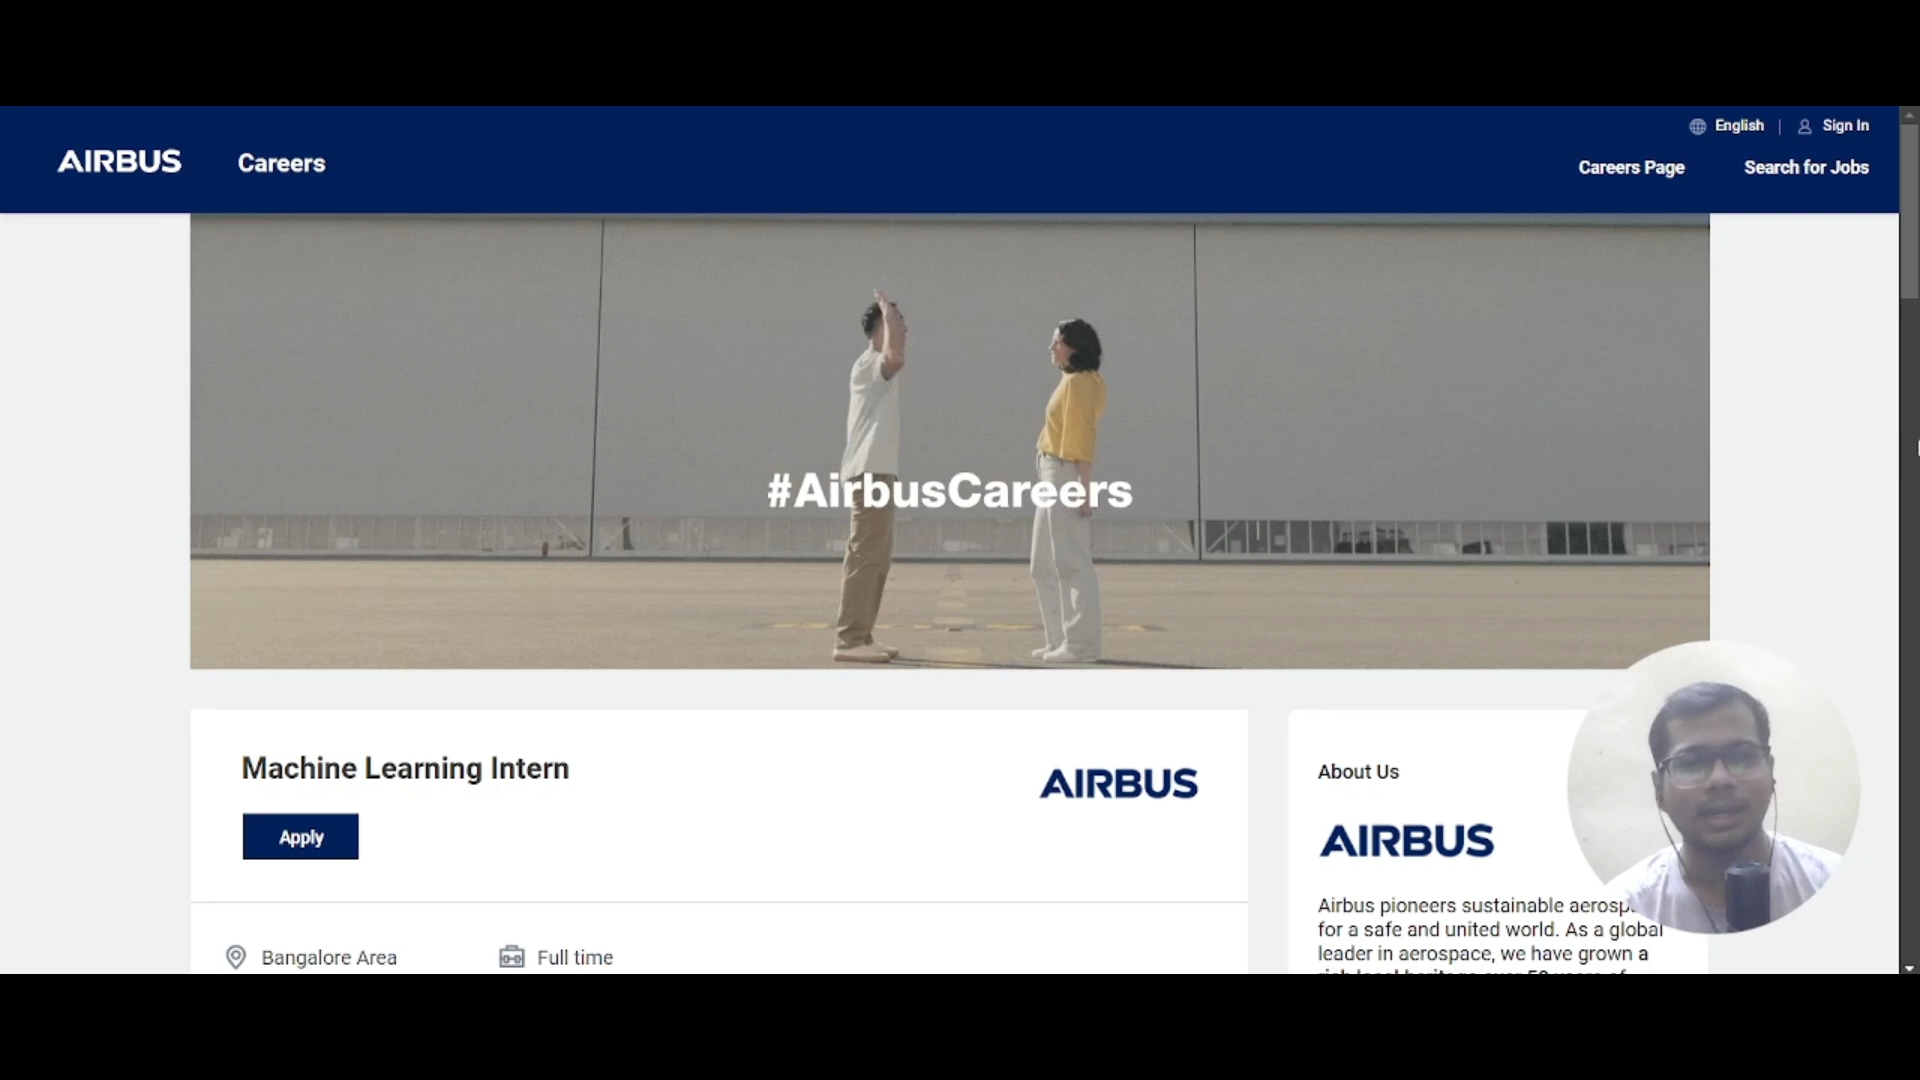 English | Sign In
AIRBUS Careers
Careers Page Search for Jobs
#AirbusCareers
Machine Learning Intern
AIRBUS
Apply
Bangalore Area Full time
About Us
AIRBUS
Airbus pioneers sustainable
for a safe and united world. As a global
leader in aerospace, we have grown a